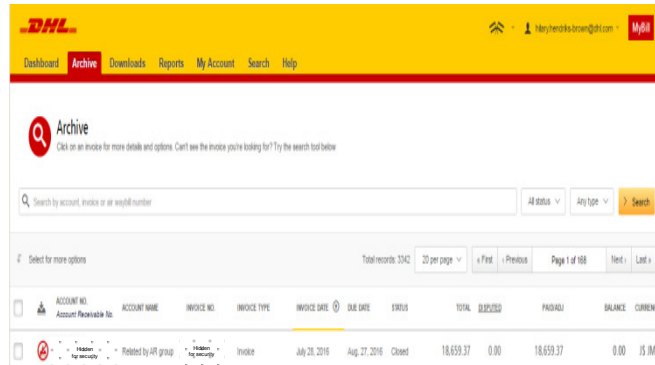 DHL
hilary.hendriks-brown@dhl.com
MyBill
Dashboard Archive Downloads Reports My Account Search Help
Archive
Click on an invoice for more details and options. Can't see the invoice you're looking for? Try the search tool below
Search by account, invoice or air waybill number
All status
Any type
> Search
Select for more options
Total records: 3342
20 per page
« First
‹ Previous
Page 1 of 168
Next ›
Last »
ACCOUNT NO.
Account Receivable No.
ACCOUNT NAME INVOICE NO. INVOICE TYPE INVOICE DATE DUE DATE STATUS TOTAL DISPUTED PAID/ADJ BALANCE CURREN
Hidden
for security
Related by AR group
Hidden
for security
Invoice July 28, 2016 Aug. 27, 2016 Closed 18,659.37 0.00 18,659.37 0.00